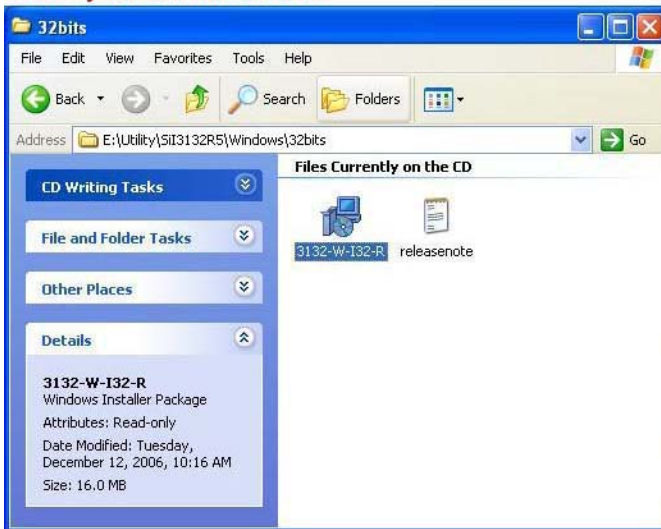 32bits
File Edit View Favorites Tools Help
Back Search Folders
Address E:\Utility\SiI3132R5\Windows\32bits Go
CD Writing Tasks
File and Folder Tasks
Other Places
Details
3132-W-I32-R
Windows Installer Package
Attributes: Read-only
Date Modified: Tuesday,
December 12, 2006, 10:16 AM
Size: 16.0 MB
Files Currently on the CD
3132-W-I32-R releasenote